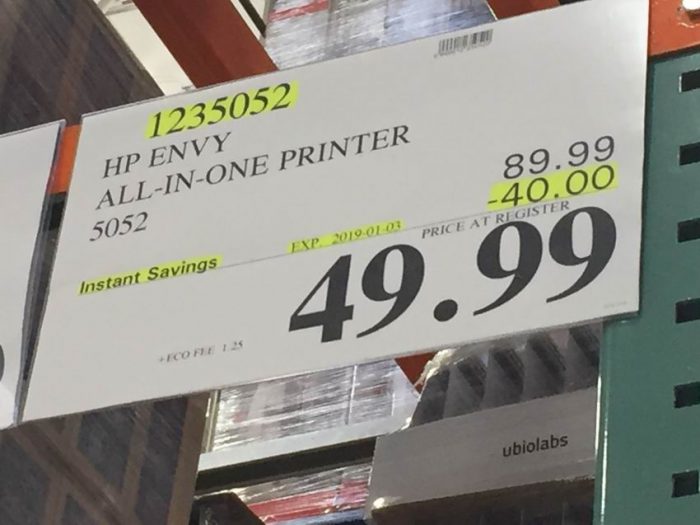 1235052
HP ENVY
ALL-IN-ONE PRINTER
5052
89.99
-40.00
Instant Savings
EXP. 2019-01-03
PRICE AT REGISTER
49.99
+ECO FEE 1.25
ubiolabs